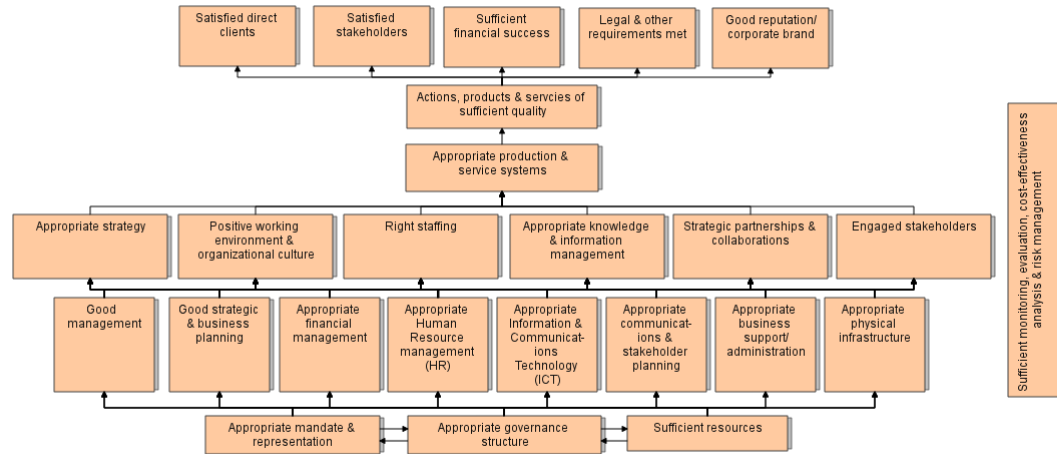 Satisfied direct
clients
Satisfied
stakeholders
Sufficient
financial success
Legal & other
requirements met
Good reputation/
corporate brand
Actions, products & servcies of
sufficient quality
Appropriate production &
service systems
Appropriate strategy
Positive working
environment &
organizational culture
Right staffing
Appropriate knowledge
& information
management
Strategic partnerships &
collaborations
Engaged stakeholders
Good
management
Good strategic
& business
planning
Appropriate
financial management
Appropriate
Human
Resource
management
(HR)
Appropriate
Information &
Communicat-
ions
Technology
(ICT)
Appropriate
communicat-
ions &
stakeholder
planning
Appropriate
business
support/
administration
Appropriate
physical
infrastructure
Appropriate mandate &
representation
Appropriate governance
structure
Sufficient resources
Sufficient monitoring, evaluation, cost-effectiveness
analysis & risk management